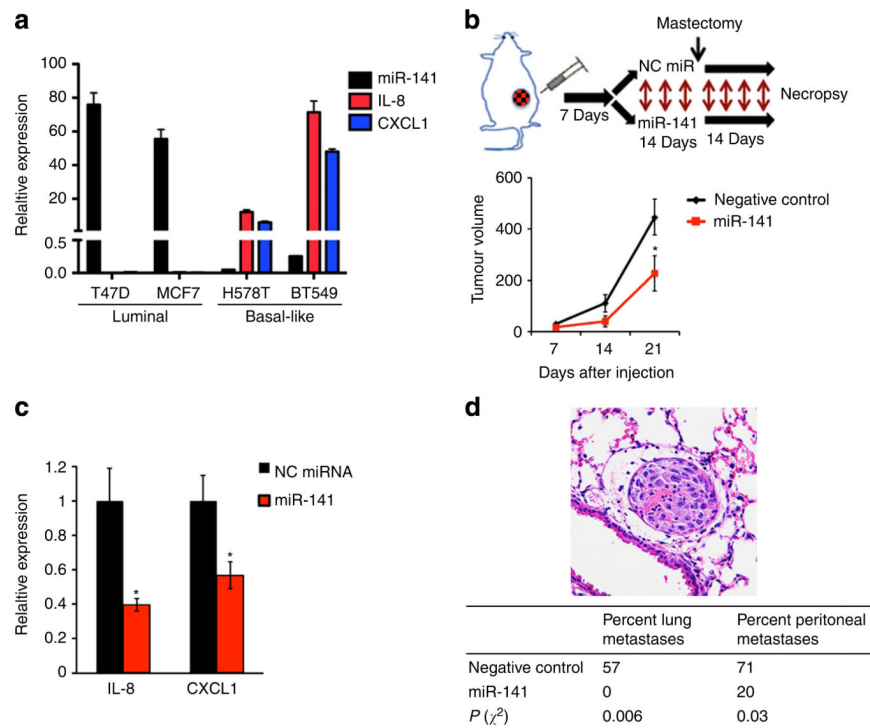 a
100
80
60
40
20
0.5
0.0
Relaltive expression
miR-141
IL-8
CXCL1
T47D MCF7 H578T BT549
Luminal Basal-like
b
Mastectomy
NC miR
Necropsy
7 Days
miR-141
14 Days 14 Days
600
400
200
0
Tumour volume
Negative control
miR-141
*
7 14 21
Days after injection
c
1.2
1
0.8
0.6
0.4
0.2
0
Relaltive expression
NC miRNA
miR-141
*
*
IL-8 CXCL1
d
Percent lung metastases Percent peritoneal metastases
Negative control 57 71
miR-141 0 20
P (χ²) 0.006 0.03